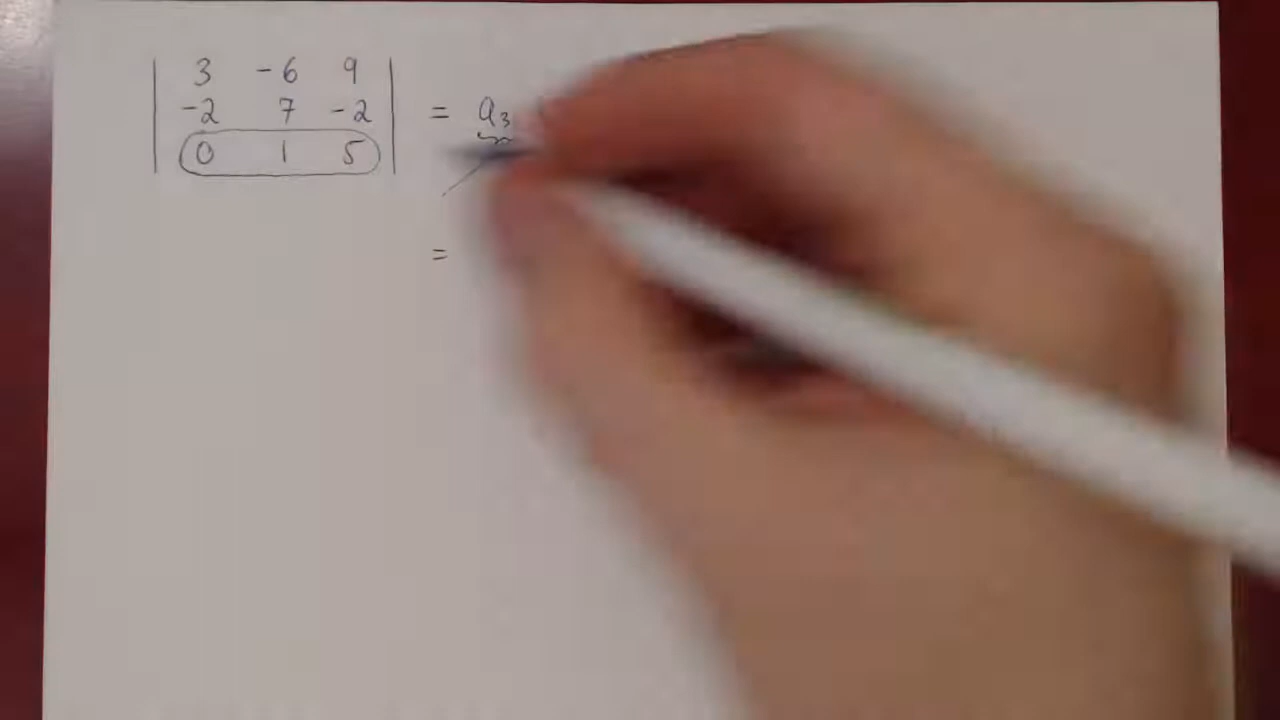 | 3 -6 9 |
| -2 7 -2 | = a₃
| 0 1 5 |
=